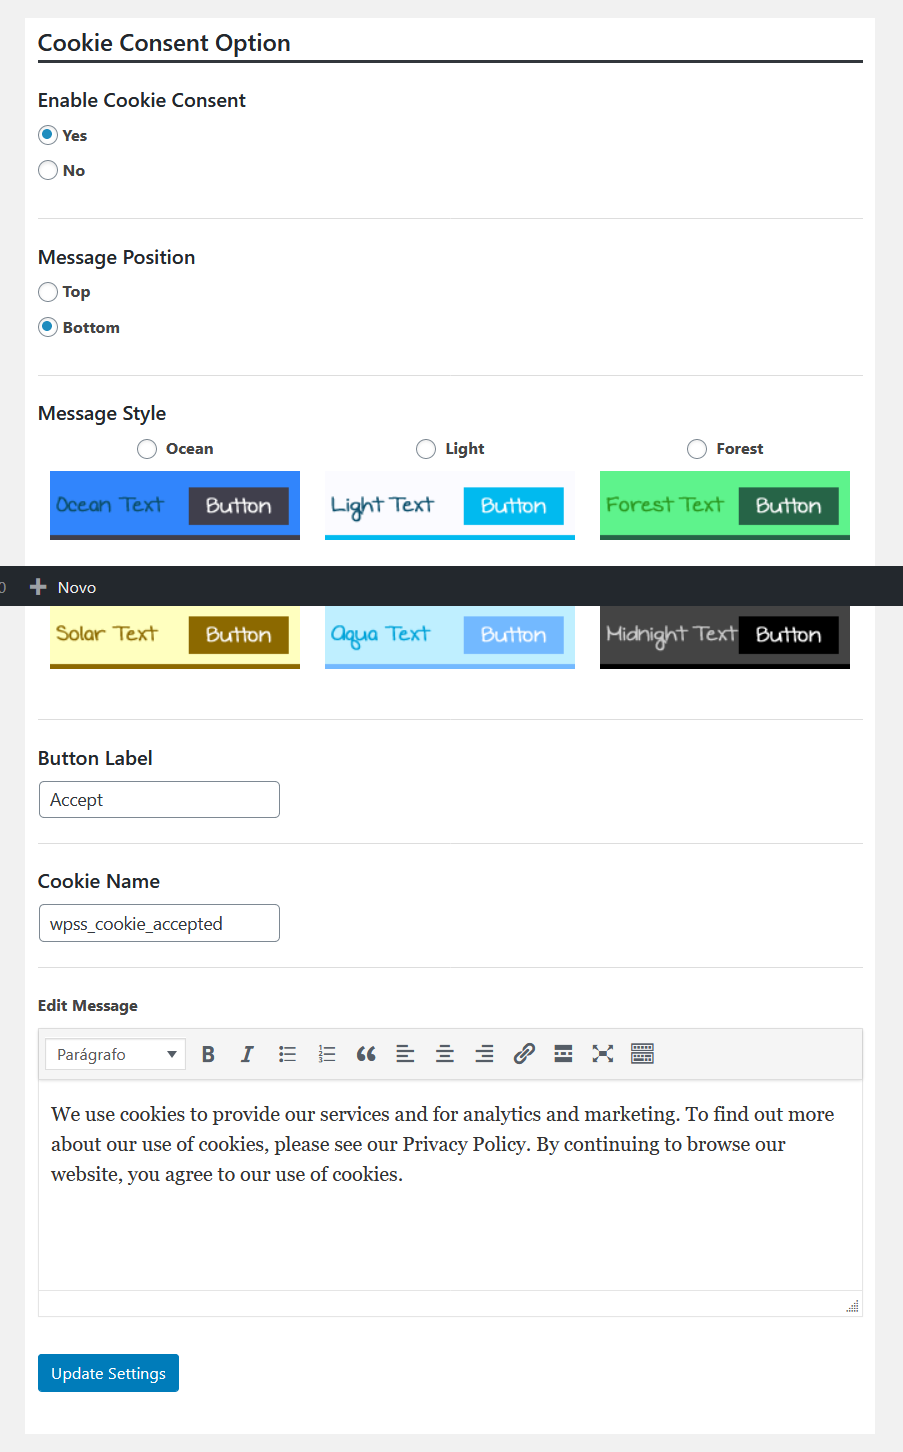 Cookie Consent Option
Enable Cookie Consent
Yes
No
Message Position
Top
Bottom
Message Style
Ocean Light Forest
Ocean Text Button Light Text Button Forest Text Button
0 Novo
Solar Text Button Aqua Text Button Midnight Text Button
Button Label
Accept
Cookie Name
wpss_cookie_accepted
Edit Message
Parágrafo
We use cookies to provide our services and for analytics and marketing. To find out more
about our use of cookies, please see our Privacy Policy. By continuing to browse our
website, you agree to our use of cookies.
Update Settings